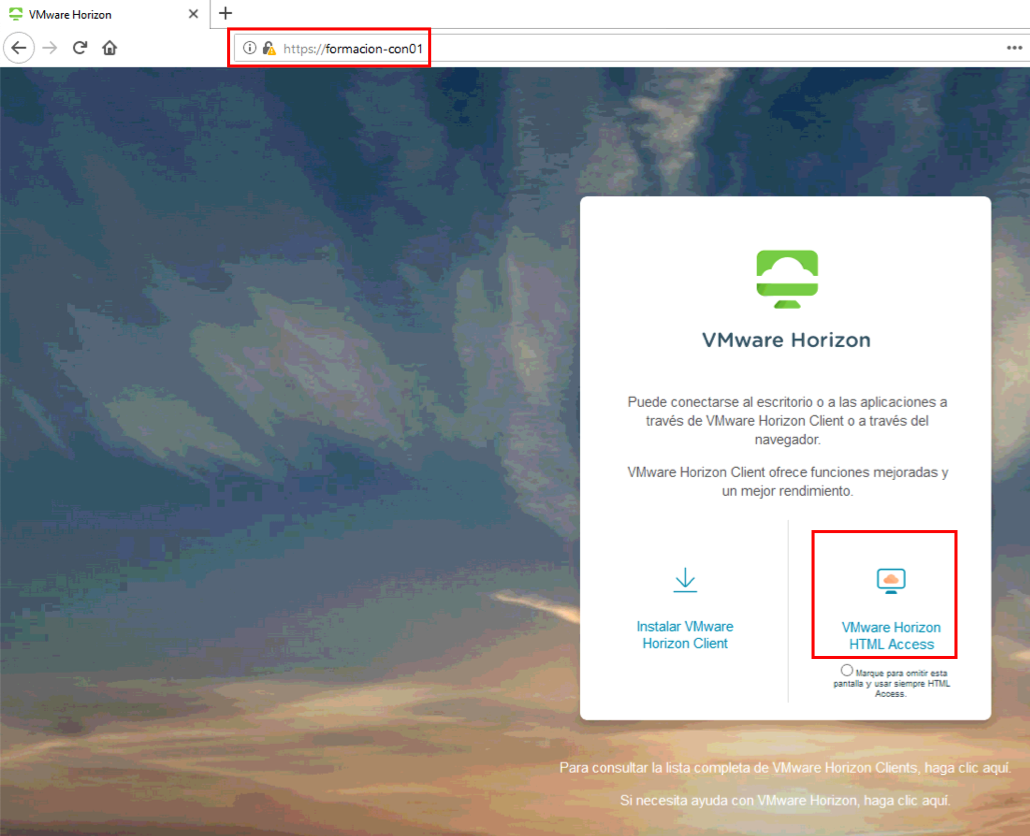 VMware Horizon
https://formacion-con01
VMware Horizon
Puede conectarse al escritorio o a las aplicaciones a
través de VMware Horizon Client o a través del
navegador.
VMware Horizon Client ofrece funciones mejoradas y
un mejor rendimiento.
Instalar VMware
Horizon Client
VMware Horizon
HTML Access
Marque para omitir esta
pantalla y usar siempre HTML
Access.
Para consultar la lista completa de VMware Horizon Clients, haga clic aquí.
Si necesita ayuda con VMware Horizon, haga clic aquí.